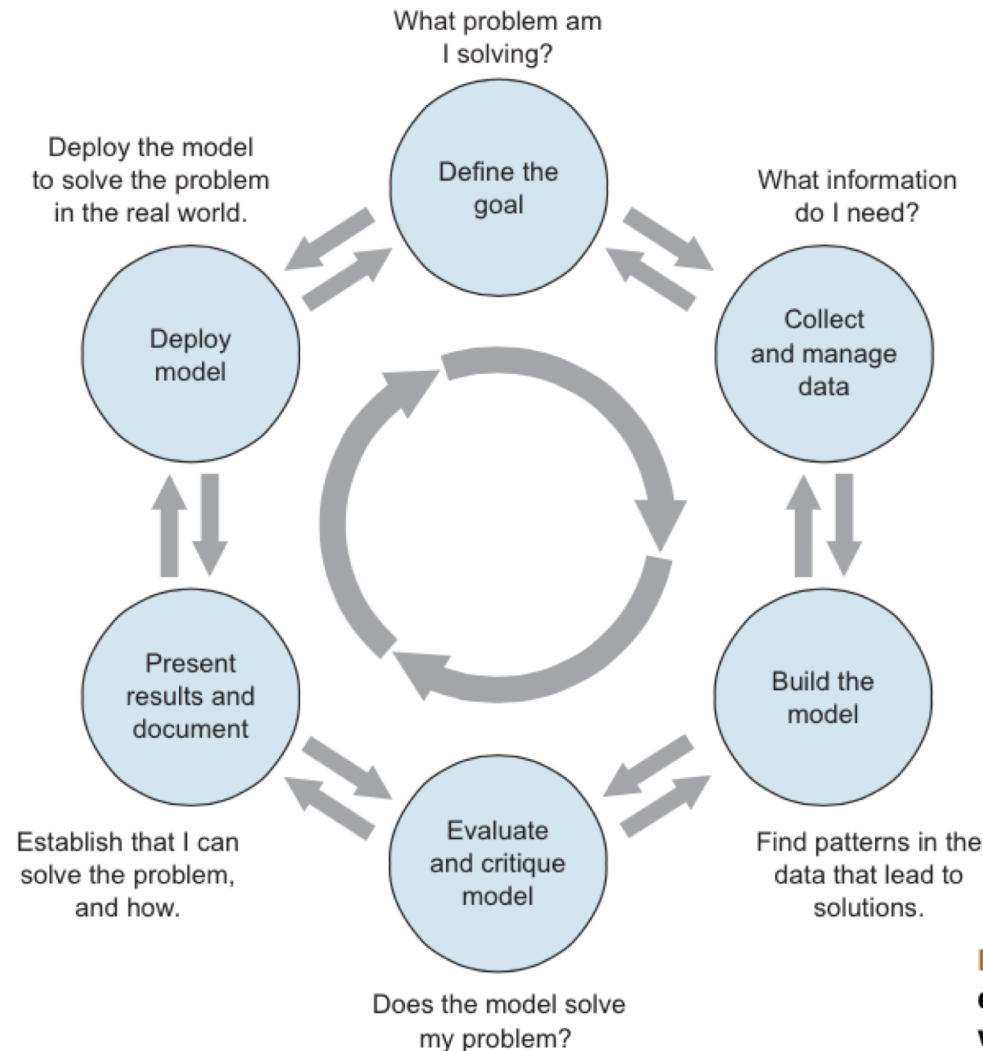 What problem am
I solving?
Define the
goal
What information
do I need?
Collect
and manage
data
Build the
model
Find patterns in the
data that lead to
solutions.
Evaluate
and critique
model
Does the model solve
my problem?
Present
results and
document
Establish that I can
solve the problem,
and how.
Deploy
model
Deploy the model
to solve the problem
in the real world.